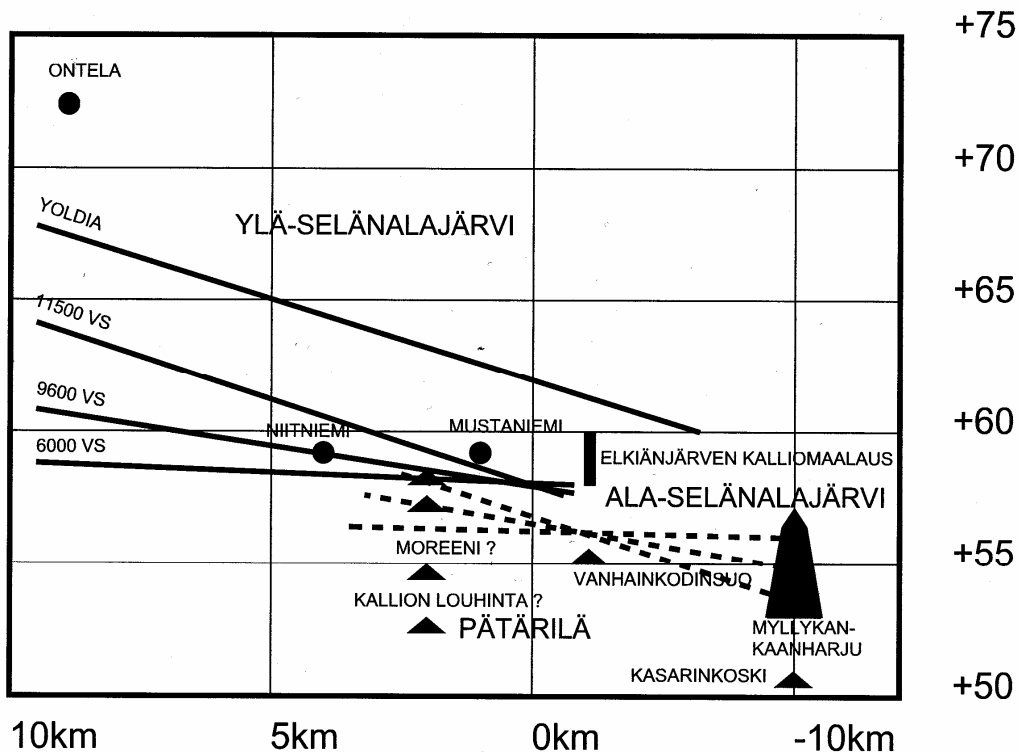 +75
ONTELA
+70
YOLDIA
YLÄ-SELÄNALAJÄRVI
+65
11500 VS
9600 VS
+60
NIITNIEMI
MUSTANIEMI
6000 VS
ELKIÄNJÄRVEN KALLIOMAALAUS
ALA-SELÄNALAJÄRVI
MOREENI ?
+55
VANHAINKODINSUO
KALLION LOUHINTA ?
PÄTÄRILÄ
MYLLYKAN-
KAANHARJU
KASARINKOSKI
+50
10km 5km 0km -10km